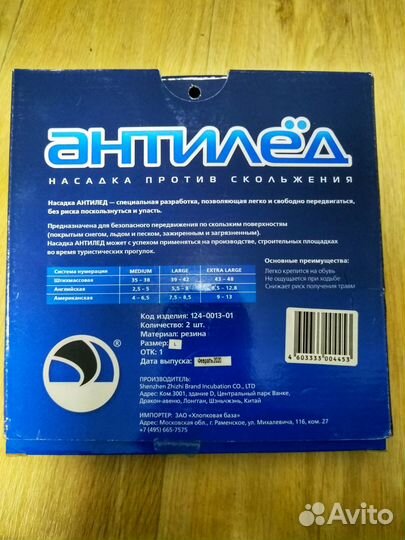 АНТИЛЁД
НАСАДКА ПРОТИВ СКОЛЬЖЕНИЯ
Насадка АНТИЛЕД — специальная разработка, позволяющая легко и свободно передвигаться,
без риска поскользнуться и упасть.
Предназначена для безопасного передвижения по скользким поверхностям
(покрытым снегом, льдом и песком, зажиренным и загрязненным).
Насадка АНТИЛЕД может с успехом применяться на производстве, строительных площадках
во время туристических прогулок.
Система нумерации MEDIUM LARGE EXTRA LARGE
Штихмассовая 35 - 38 39 - 42 43 - 48
Английская 2,5 - 5 5,5 - 8 8,5 - 12,8
Американская 4 - 6,5 7,5 - 8,5 9 - 13
Основные преимущества:
Легко крепится на обувь
Не ощущается при ходьбе
Снижает риск получения травм
Код изделия: 124-0013-01
Количество: 2 шт.
Материал: резина
Размер: L
ОТК: 1
Дата выпуска: Февраль2020
4 603333 004453
ПРОИЗВОДИТЕЛЬ:
Shenzhen Zhizhi Brand Incubation CO., LTD
Адрес: Ком 3001, здание D, Центральный парк Ванке,
Дракон-авеню, Лонгган, Шэньчжэнь, Китай
ИМПОРТЕР: ЗАО «Хлопковая база»
Адрес: Московская обл., г. Раменское, ул. Михалевича, 116, ком. 27
+7 (495) 665-7575
Avito